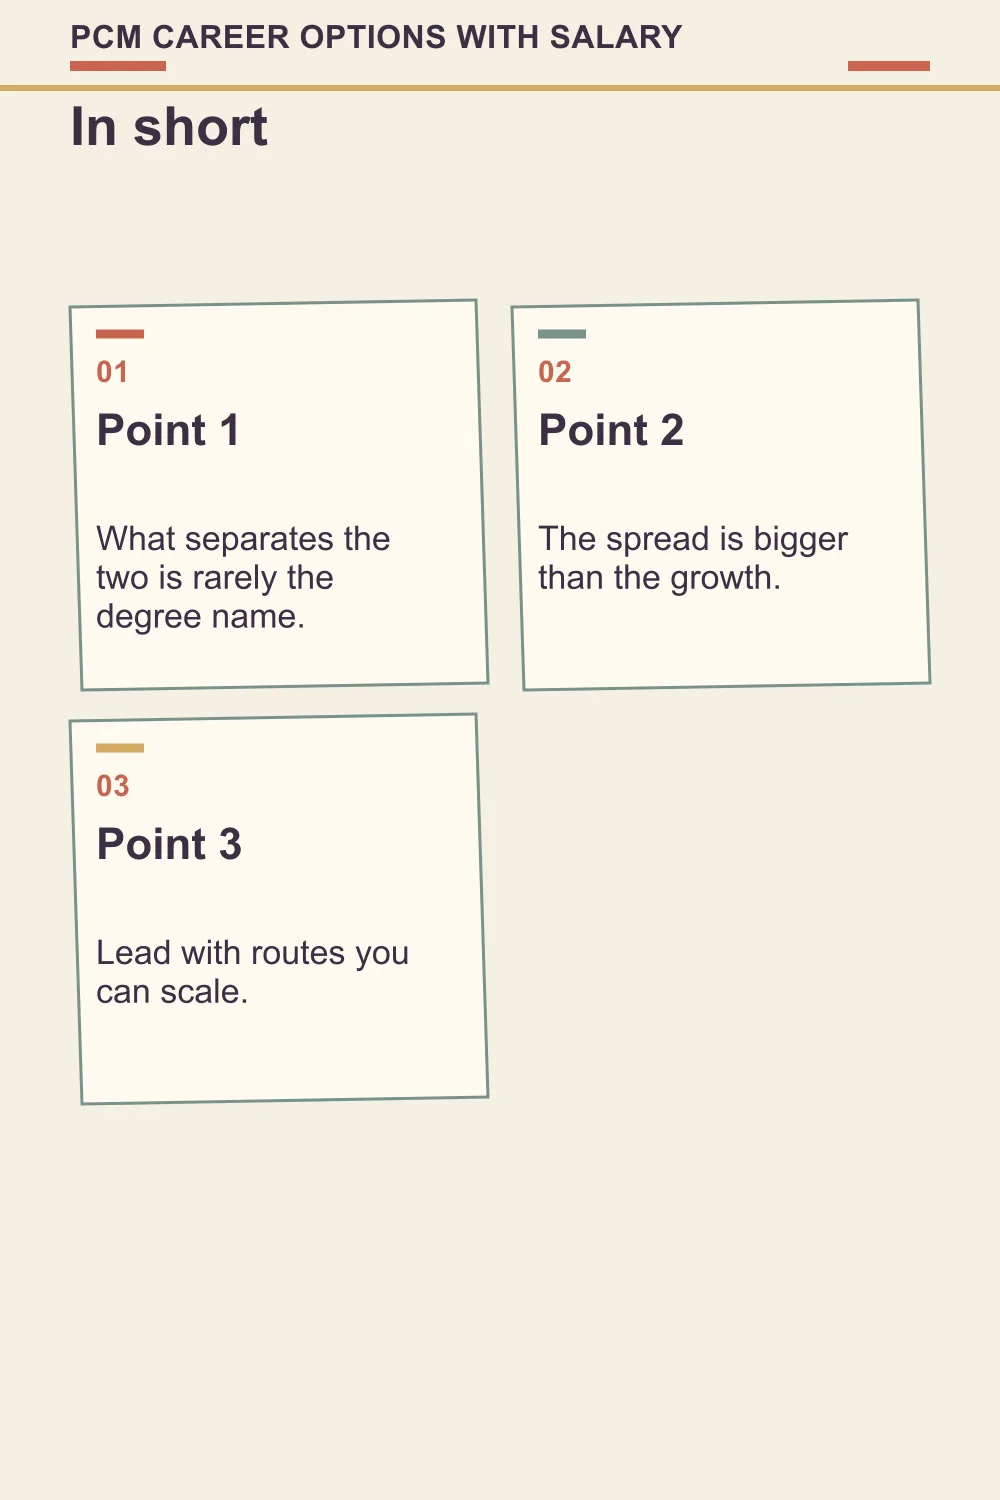 PCM CAREER OPTIONS WITH SALARY
In short
01
Point 1
What separates the
two is rarely the
degree name.
02
Point 2
The spread is bigger
than the growth.
03
Point 3
Lead with routes you
can scale.